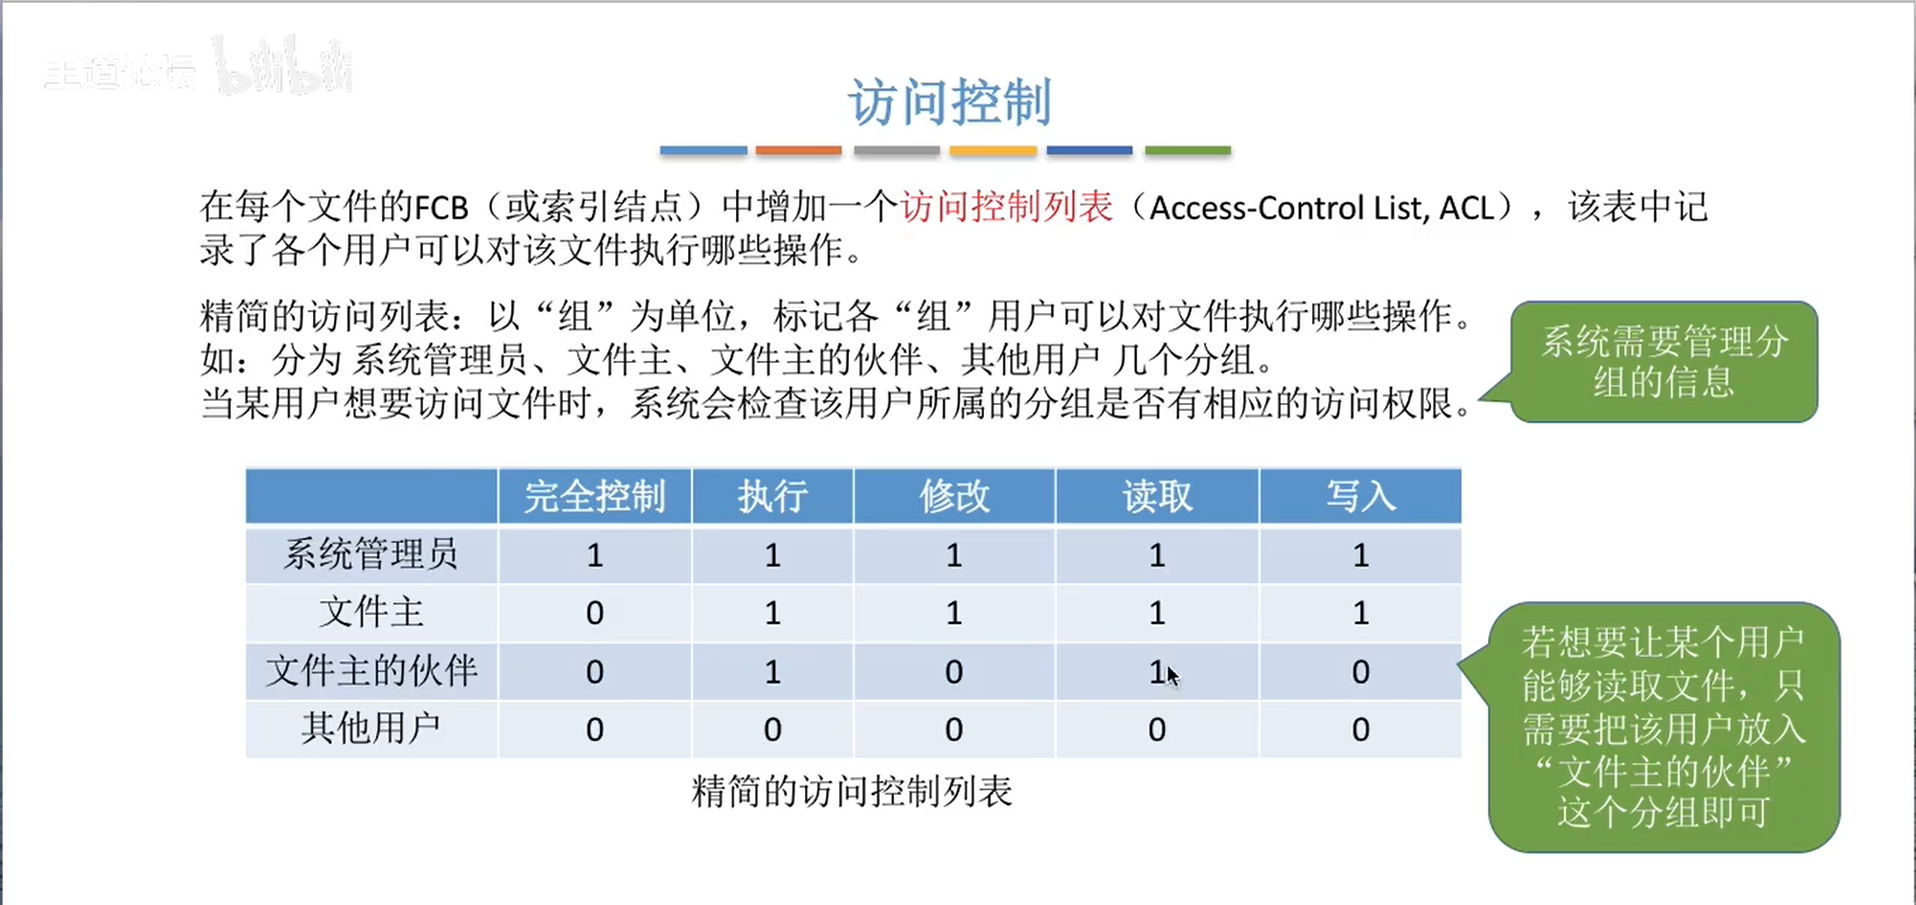 王道论坛 bilibili
访问控制
在每个文件的FCB（或索引结点）中增加一个访问控制列表（Access-Control List, ACL），该表中记
录了各个用户可以对该文件执行哪些操作。
精简的访问列表：以“组”为单位，标记各“组”用户可以对文件执行哪些操作。
如：分为 系统管理员、文件主、文件主的伙伴、其他用户 几个分组。
当某用户想要访问文件时，系统会检查该用户所属的分组是否有相应的访问权限。
系统需要管理分
组的信息
完全控制 执行 修改 读取 写入
系统管理员 1 1 1 1 1
文件主 0 1 1 1 1
文件主的伙伴 0 1 0 1 0
其他用户 0 0 0 0 0
精简的访问控制列表
若想要让某个用户
能够读取文件，只
需要把该用户放入
“文件主的伙伴”
这个分组即可